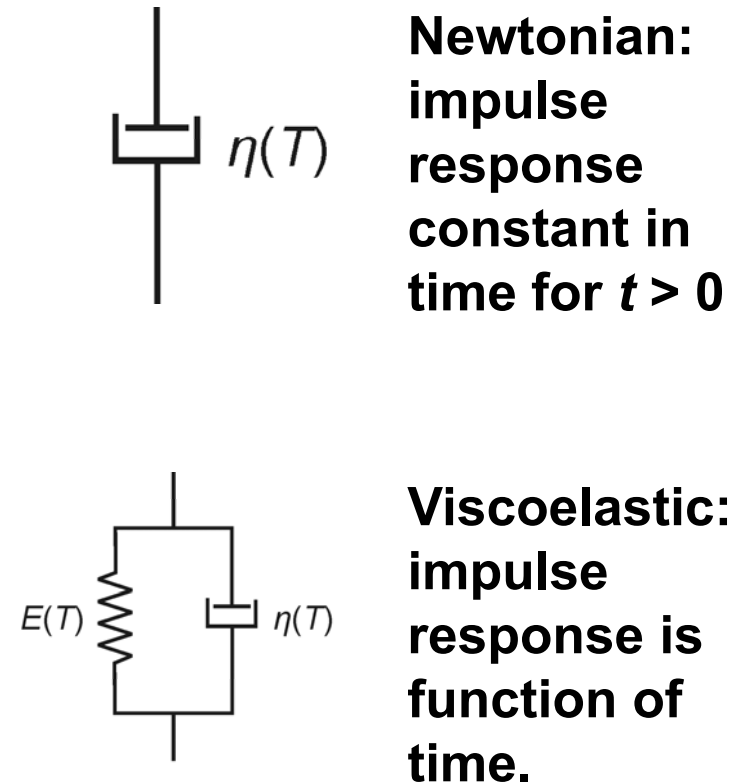 Newtonian:
impulse
response
constant in
time for t > 0
η(T)
Viscoelastic:
impulse
response is
function of
time.
E(T)
η(T)